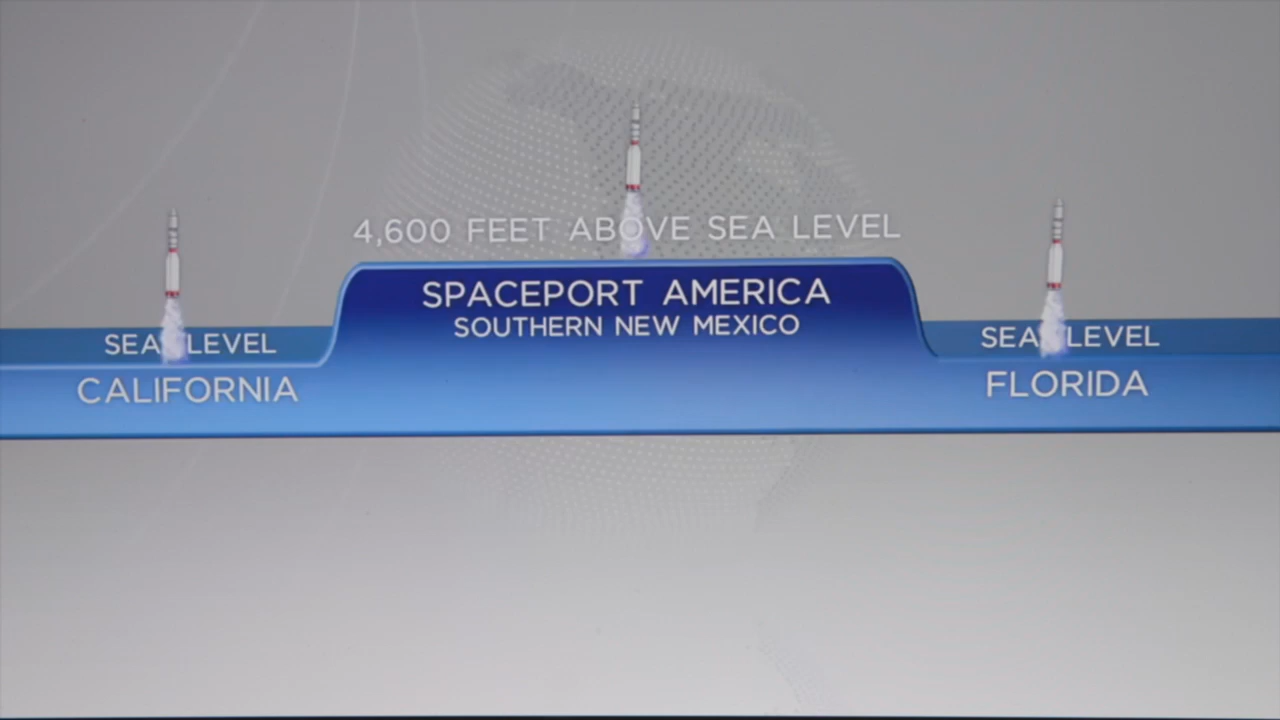 4,600 FEET ABOVE SEA LEVEL
SPACEPORT AMERICA
SOUTHERN NEW MEXICO
SEA LEVEL
CALIFORNIA
SEA LEVEL
FLORIDA